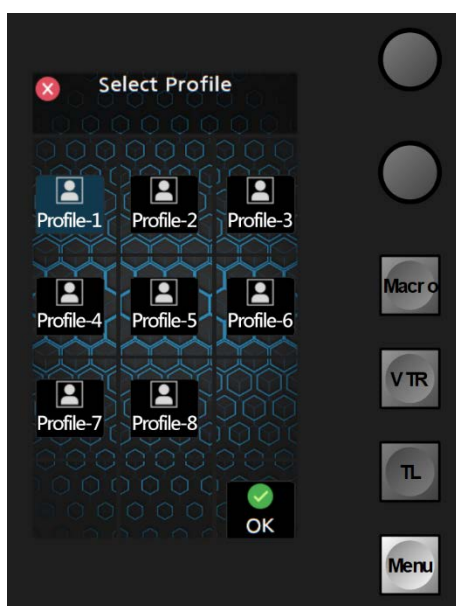 Select Profile
Profile-1 Profile-2 Profile-3
Macro
Profile-4 Profile-5 Profile-6
VTR
Profile-7 Profile-8
TL
OK
Menu